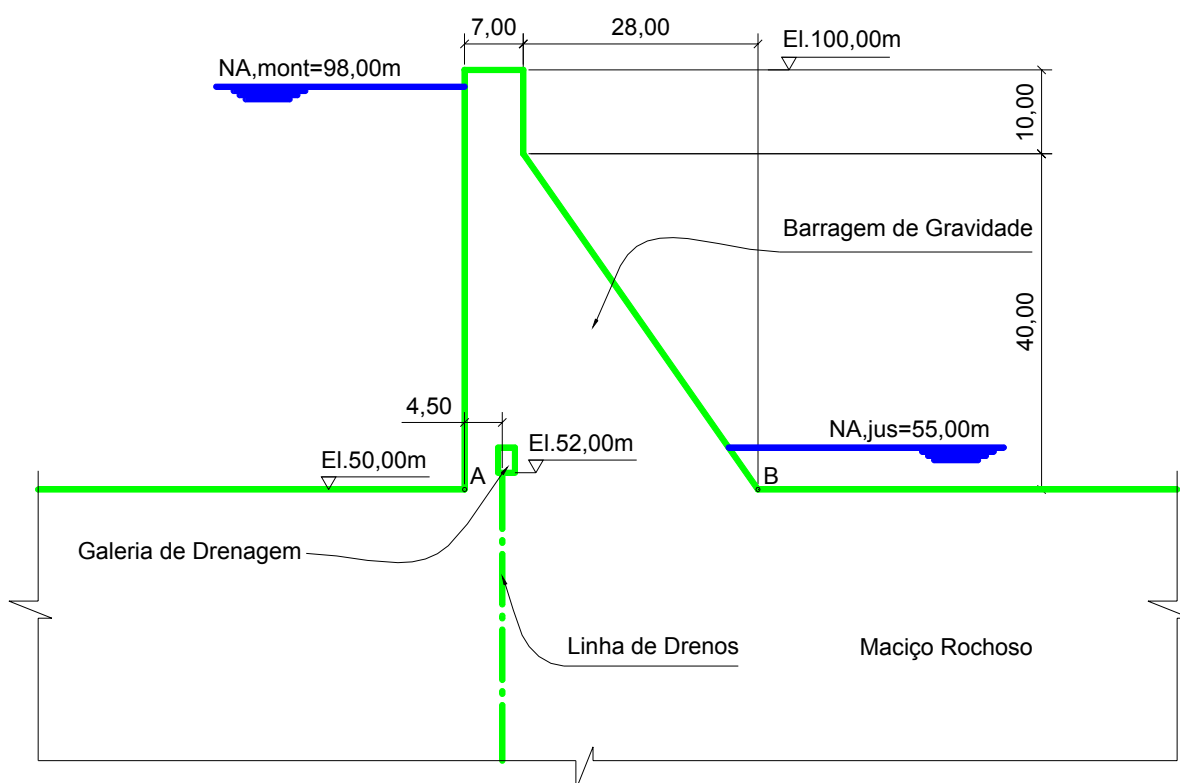 7,00
28,00
El.100,00m
NA,mont=98,00m
10,00
Barragem de Gravidade
40,00
4,50
NA,jus=55,00m
El.52,00m
El.50,00m
A
B
Galeria de Drenagem
Linha de Drenos
Maciço Rochoso